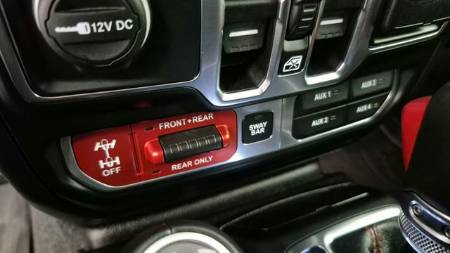 12V DC
FRONT+REAR
REAR ONLY
OFF
SWAY
BAR
AUX 1
AUX 2
AUX 3
AUX 4